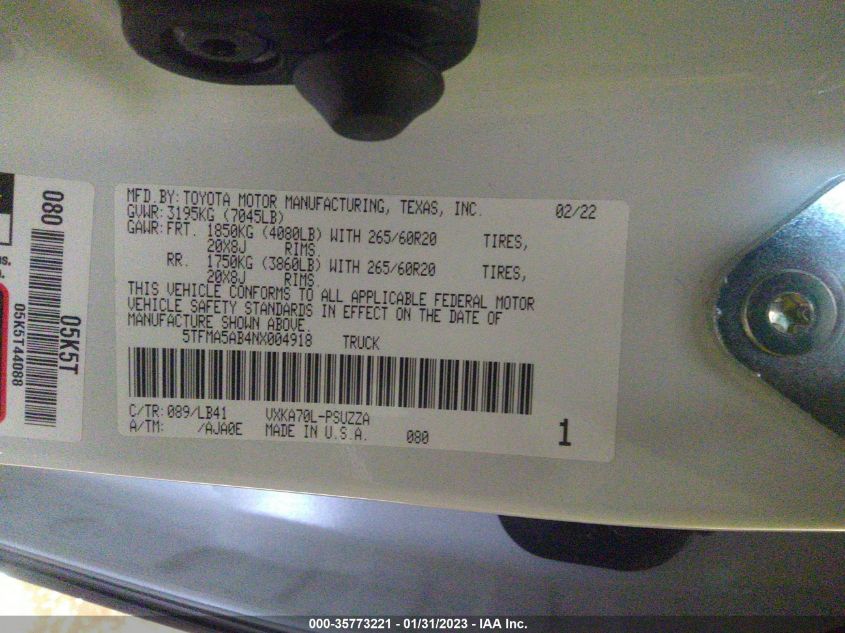 MFD.BY:TOYOTA MOTOR MANUFACTURING, TEXAS, INC. 02/22
GVWR:3195KG (7045LB)
GAWR:FRT. 1850KG (4080LB) WITH 265/60R20 TIRES,
20X8J RIMS.
RR. 1750KG (3860LB) WITH 265/60R20 TIRES,
20X8J RIMS.
THIS VEHICLE CONFORMS TO ALL APPLICABLE FEDERAL MOTOR
VEHICLE SAFETY STANDARDS IN EFFECT ON THE DATE OF
MANUFACTURE SHOWN ABOVE.
5TFMA5AB4NX004918 TRUCK
C/TR:089/LB41 VXKA70L-PSUZZA
A/TM: /AJA0E MADE IN U.S.A. 080 1
080
05K5T
05K5T44088
000-35773221 - 01/31/2023 - IAA Inc.